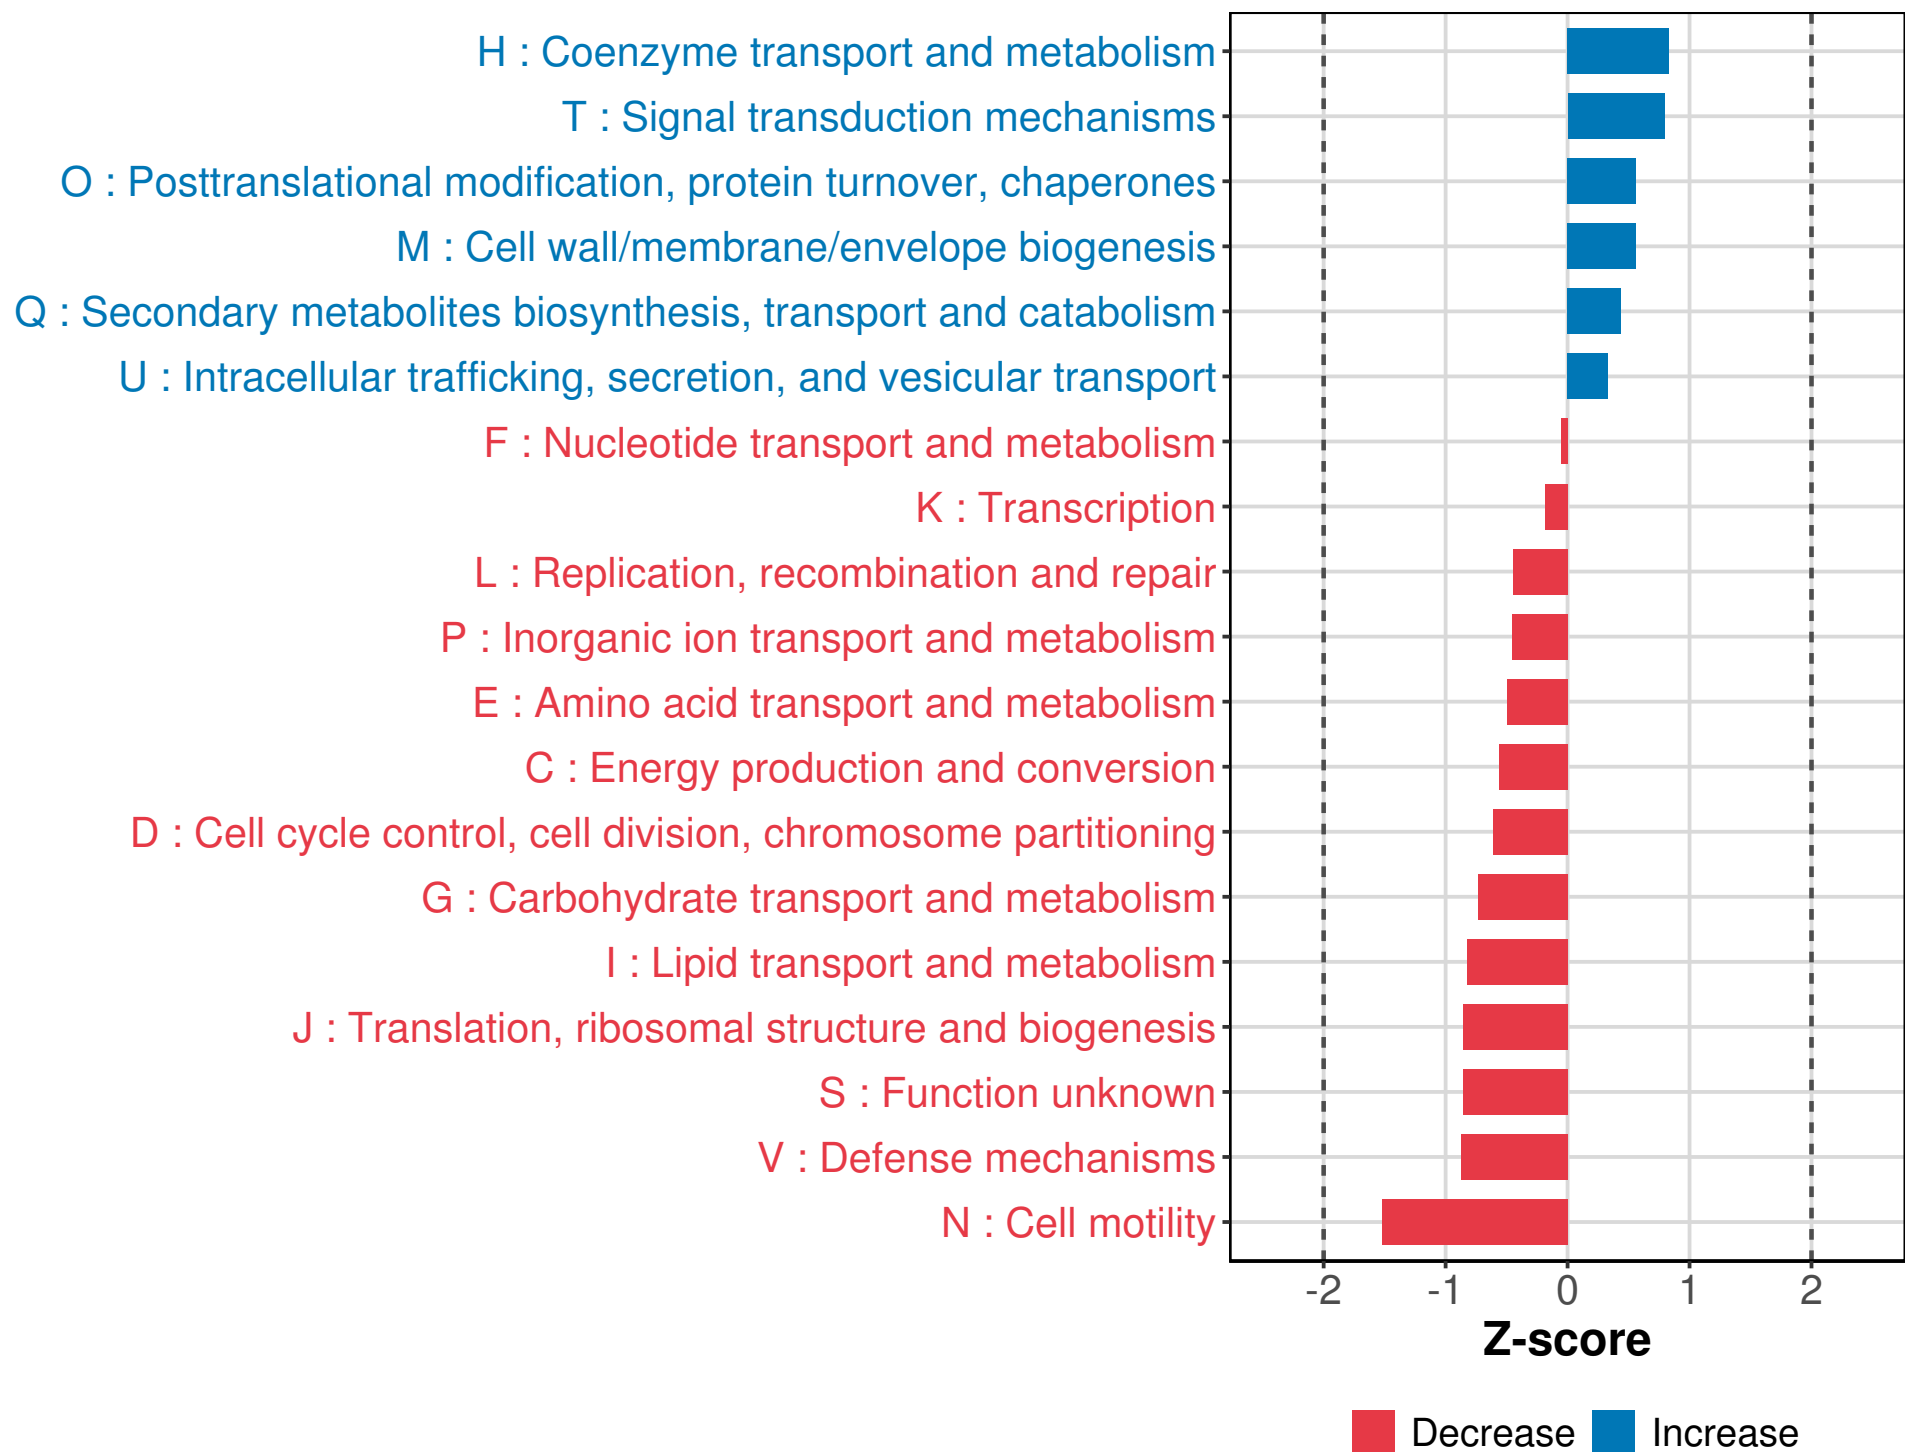 H : Coenzyme transport and metabolism
T : Signal transduction mechanisms
O : Posttranslational modification, protein turnover, chaperones
M : Cell wall/membrane/envelope biogenesis
Q : Secondary metabolites biosynthesis, transport and catabolism
U : Intracellular trafficking, secretion, and vesicular transport
F : Nucleotide transport and metabolism
K : Transcription
L : Replication, recombination and repair
P : Inorganic ion transport and metabolism
E : Amino acid transport and metabolism
C : Energy production and conversion
D : Cell cycle control, cell division, chromosome partitioning
G : Carbohydrate transport and metabolism
I : Lipid transport and metabolism
J : Translation, ribosomal structure and biogenesis
S : Function unknown
V : Defense mechanisms
N : Cell motility
-2 -1 0 1 2
Z-score
Decrease Increase